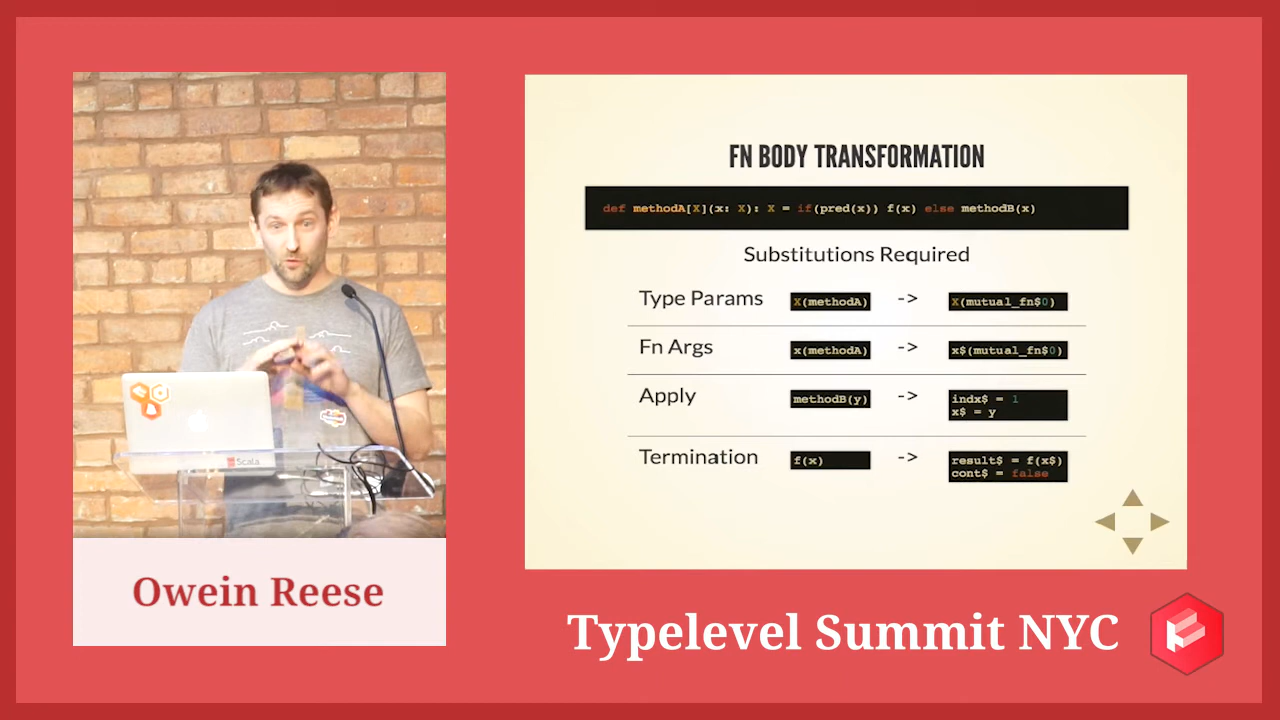 FN BODY TRANSFORMATION
def methodA[X](x: X): X = if(pred(x)) f(x) else methodB(x)
Substitutions Required
Type Params X(methodA) -> X(mutual_fn$0)
Fn Args x(methodA) -> x$(mutual_fn$0)
Apply methodB(y) -> indx$ = 1
x$ = y
Termination f(x) -> result$ = f(x$)
cont$ = false
Scala
Owein Reese
Typelevel Summit NYC